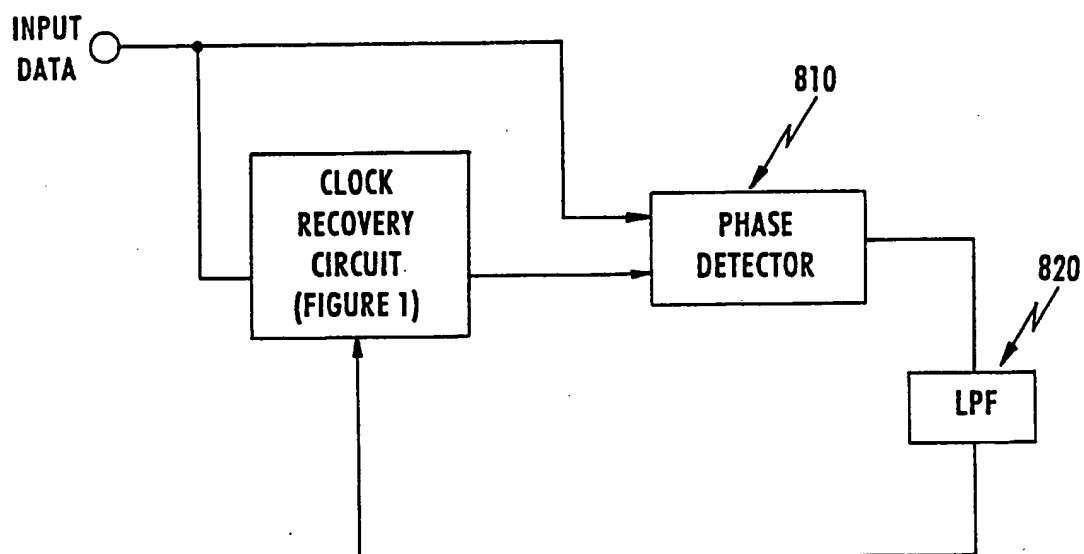 INPUT
DATA
810
CLOCK
RECOVERY
CIRCUIT
(FIGURE 1)
PHASE
DETECTOR
820
LPF